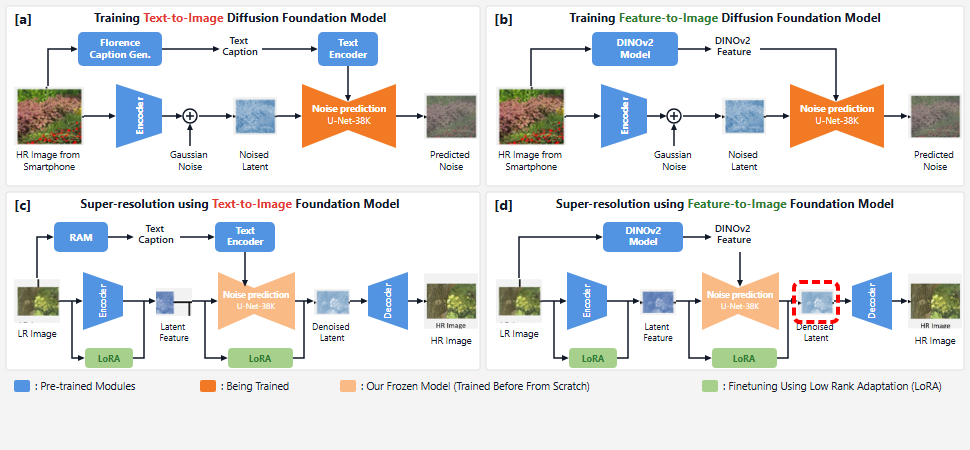 [a] Training Text-to-Image Diffusion Foundation Model
Florence
Caption Gen.
Text
Caption
Text
Encoder
Encoder
Noise prediction
U-Net-38K
HR Image from
Smartphone
Gaussian
Noise
Noised
Latent
Predicted
Noise
[b] Training Feature-to-Image Diffusion Foundation Model
DINOv2
Model
DINOv2
Feature
Encoder
Noise prediction
U-Net-38K
HR Image from
Smartphone
Gaussian
Noise
Noised
Latent
Predicted
Noise
[c] Super-resolution using Text-to-Image Foundation Model
RAM
Text
Caption
Text
Encoder
Encoder
Noise prediction
U-Net-38K
Decoder
LR Image
Latent
Feature
Denoised
Latent
HR Image
HR Image
LoRA
LoRA
[d] Super-resolution using Feature-to-Image Foundation Model
DINOv2
Model
DINOv2
Feature
Encoder
Noise prediction
U-Net-38K
Decoder
LR Image
Latent
Feature
Denoised
Latent
HR Image
HR Image
LoRA
LoRA
: Pre-trained Modules
: Being Trained
: Our Frozen Model (Trained Before From Scratch)
: Finetuning Using Low Rank Adaptation (LoRA)